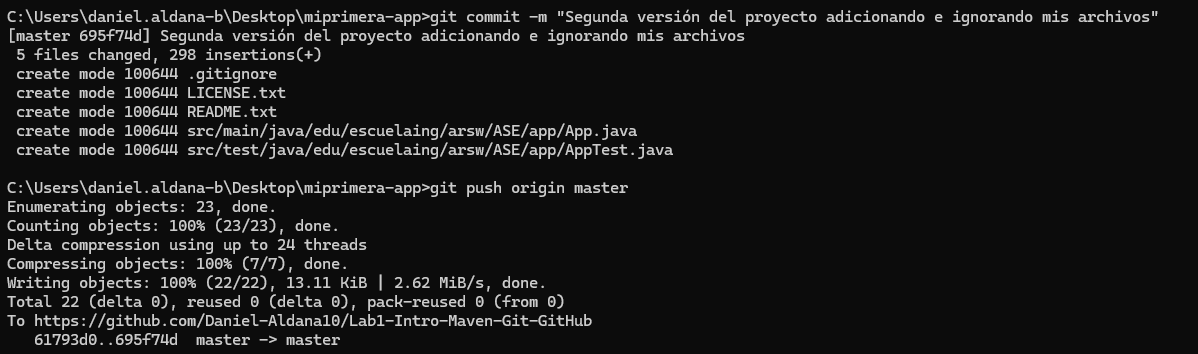 C:\Users\daniel.aldana-b\Desktop\miprimera-app>git commit -m "Segunda versión del proyecto adicionando e ignorando mis archivos"
[master 695f74d] Segunda versión del proyecto adicionando e ignorando mis archivos
 5 files changed, 298 insertions(+)
 create mode 100644 .gitignore
 create mode 100644 LICENSE.txt
 create mode 100644 README.txt
 create mode 100644 src/main/java/edu/escuelaing/arsw/ASE/app/App.java
 create mode 100644 src/test/java/edu/escuelaing/arsw/ASE/app/AppTest.java

C:\Users\daniel.aldana-b\Desktop\miprimera-app>git push origin master
Enumerating objects: 23, done.
Counting objects: 100% (23/23), done.
Delta compression using up to 24 threads
Compressing objects: 100% (7/7), done.
Writing objects: 100% (22/22), 13.11 KiB | 2.62 MiB/s, done.
Total 22 (delta 0), reused 0 (delta 0), pack-reused 0 (from 0)
To https://github.com/Daniel-Aldana10/Lab1-Intro-Maven-Git-GitHub
   61793d0..695f74d  master -> master